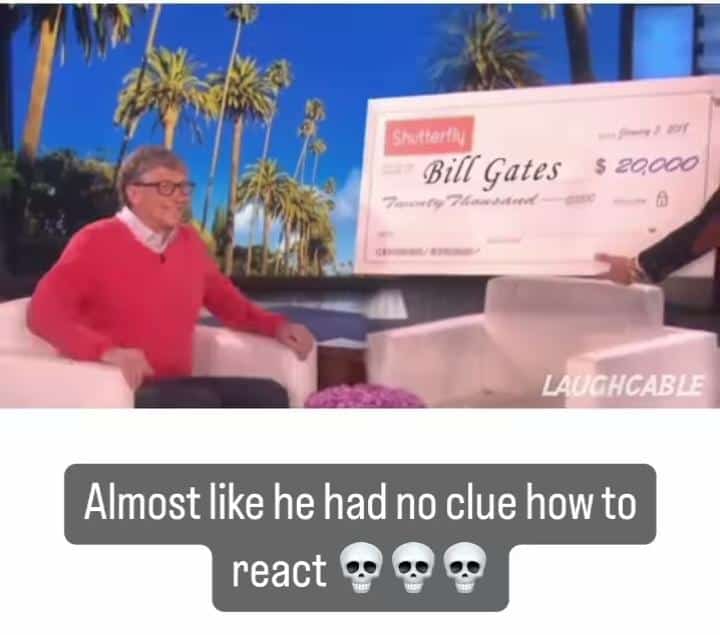 Shutterfly
Bill Gates $ 20,000
Twenty Thousand
LAUGHCABLE
Almost like he had no clue how to
react 💀💀💀